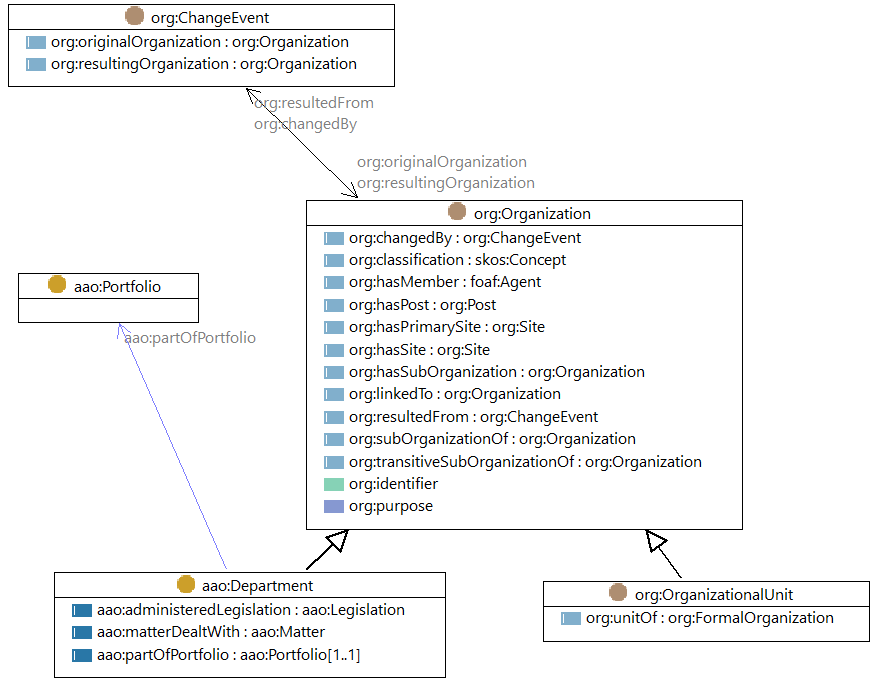 org:ChangeEvent
org:originalOrganization : org:Organization
org:resultingOrganization : org:Organization
org:resultedFrom
org:changedBy
org:originalOrganization
org:resultingOrganization
org:Organization
org:changedBy : org:ChangeEvent
org:classification : skos:Concept
org:hasMember : foaf:Agent
org:hasPost : org:Post
org:hasPrimarySite : org:Site
org:hasSite : org:Site
org:hasSubOrganization : org:Organization
org:linkedTo : org:Organization
org:resultedFrom : org:ChangeEvent
org:subOrganizationOf : org:Organization
org:transitiveSubOrganizationOf : org:Organization
org:identifier
org:purpose
aao:Portfolio
aao:partOfPortfolio
aao:Department
aao:administeredLegislation : aao:Legislation
aao:matterDealtWith : aao:Matter
aao:partOfPortfolio : aao:Portfolio[1..1]
org:OrganizationalUnit
org:unitOf : org:FormalOrganization